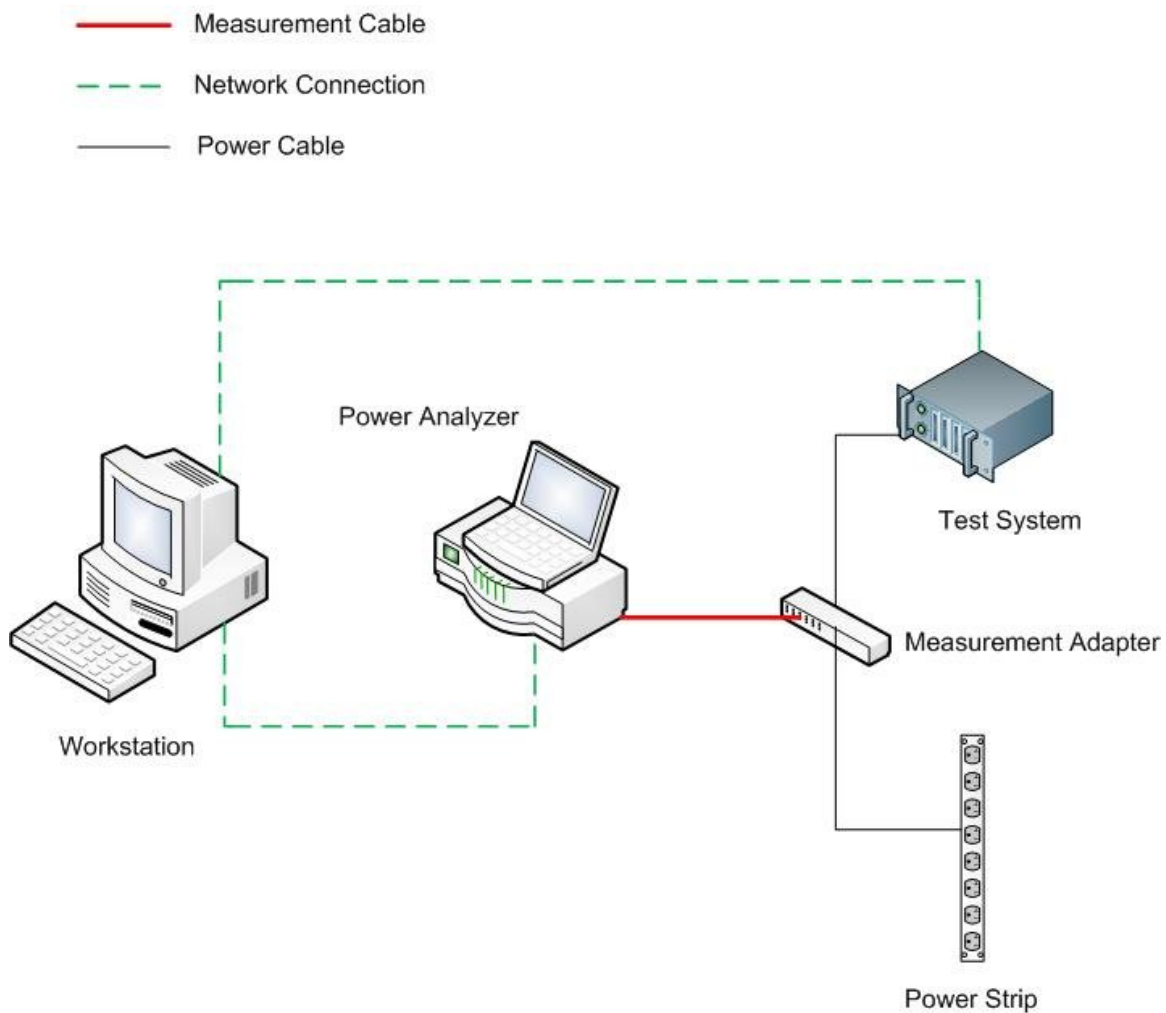 Measurement Cable
Network Connection
Power Cable
Power Analyzer
Test System
Measurement Adapter
Workstation
Power Strip